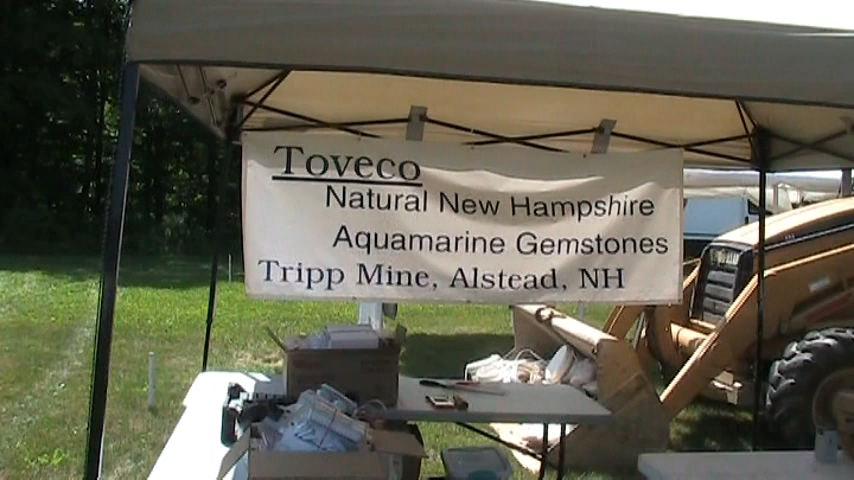 Toveco
Natural New Hampshire
Aquamarine Gemstones
Tripp Mine, Alstead, NH